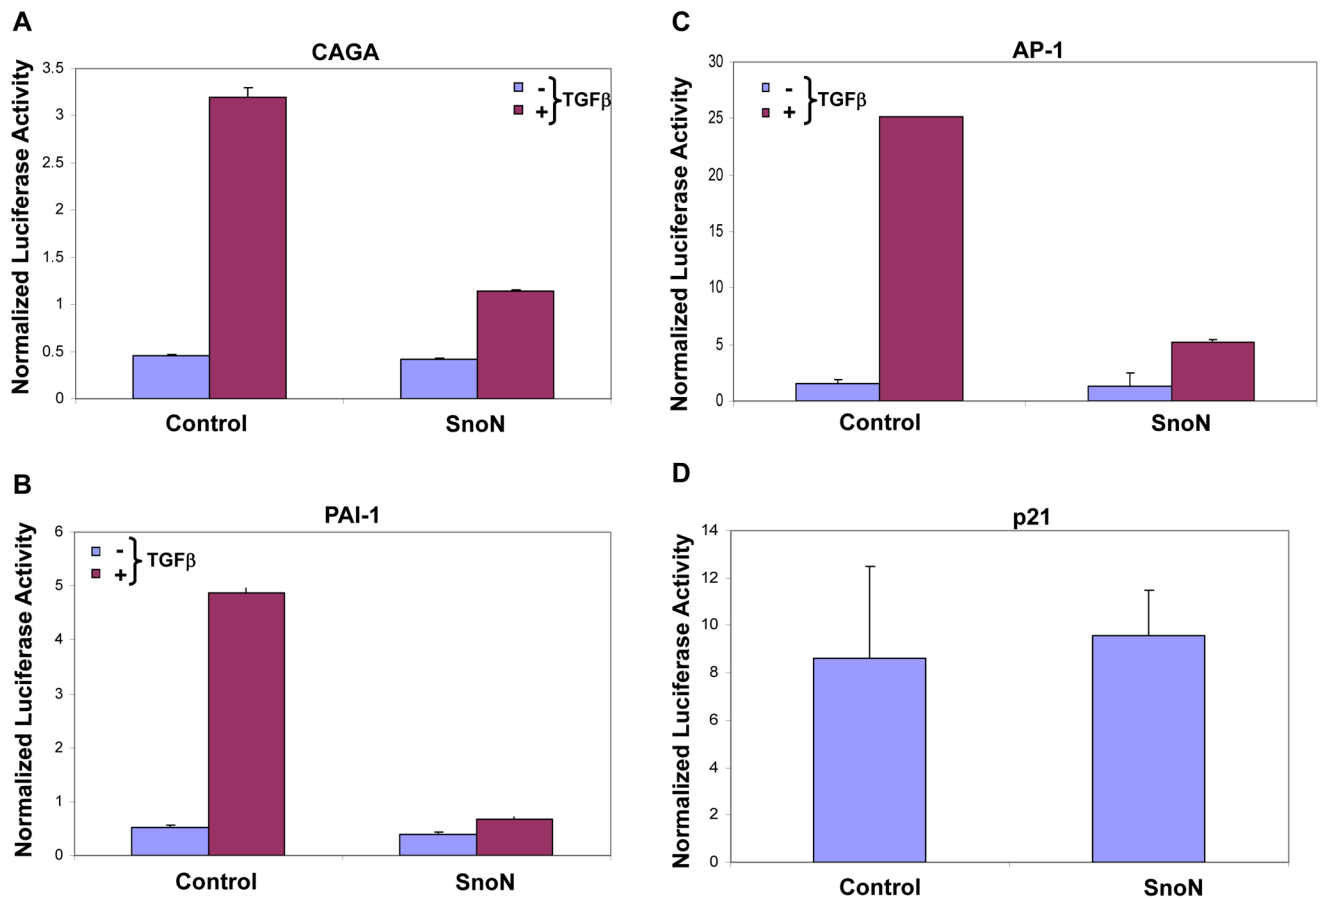 A
CAGA
Normalized Luciferase Activity
3.5
3
2.5
2
1.5
1
0.5
0
-
+
TGFβ
Control
SnoN
B
PAI-1
Normalized Luciferase Activity
6
5
4
3
2
1
0
-
+
TGFβ
Control
SnoN
C
AP-1
Normalized Luciferase Activity
30
25
20
15
10
5
0
-
+
TGFβ
Control
SnoN
D
p21
Normalized Luciferase Activity
14
12
10
8
6
4
2
0
Control
SnoN